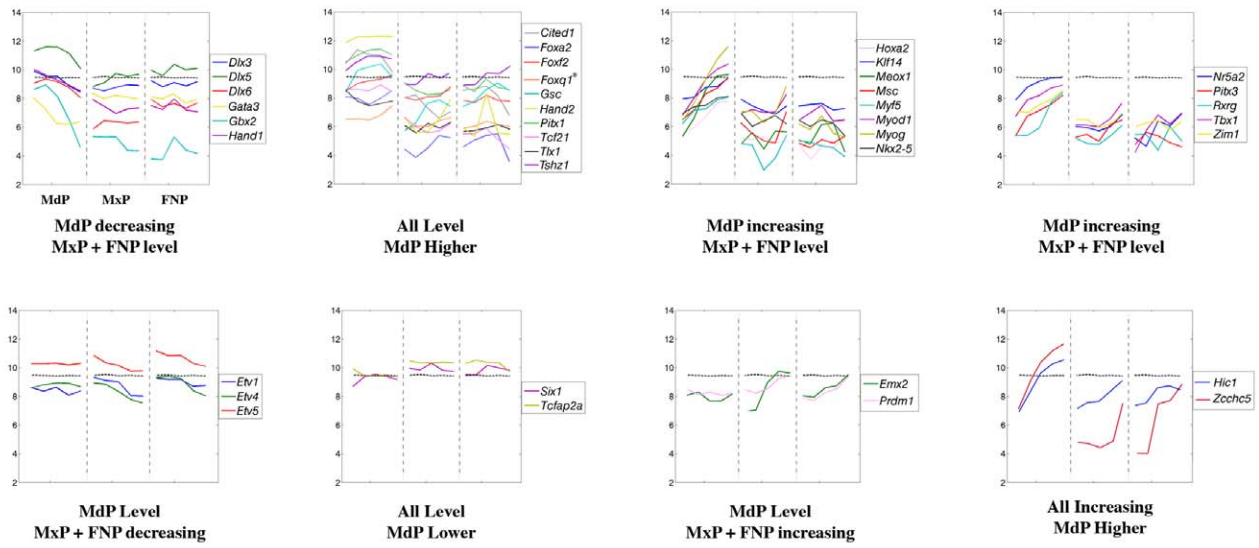 14
12
10
8
6
4
2
MdP MxP FNP
Dlx3
Dlx5
Dlx6
Gata3
Gbx2
Hand1
MdP decreasing
MxP + FNP level
14
12
10
8
6
4
2
Cited1
Foxa2
Foxf2
Foxq1*
Gsc
Hand2
Pitx1
Tcf21
Tlx1
Tshz1
All Level
MdP Higher
14
12
10
8
6
4
2
Hoxa2
Klf14
Meox1
Msc
Myf5
Myod1
Myog
Nkx2-5
MdP increasing
MxP + FNP level
14
12
10
8
6
4
2
Nr5a2
Pitx3
Rxrg
Tbx1
Zim1
MdP increasing
MxP + FNP level
14
12
10
8
6
4
2
Etv1
Etv4
Etv5
MdP Level
MxP + FNP decreasing
14
12
10
8
6
4
2
Six1
Tcfap2a
All Level
MdP Lower
14
12
10
8
6
4
2
Emx2
Prdm1
MdP Level
MxP + FNP increasing
14
12
10
8
6
4
2
Hic1
Zcchc5
All Increasing
MdP Higher